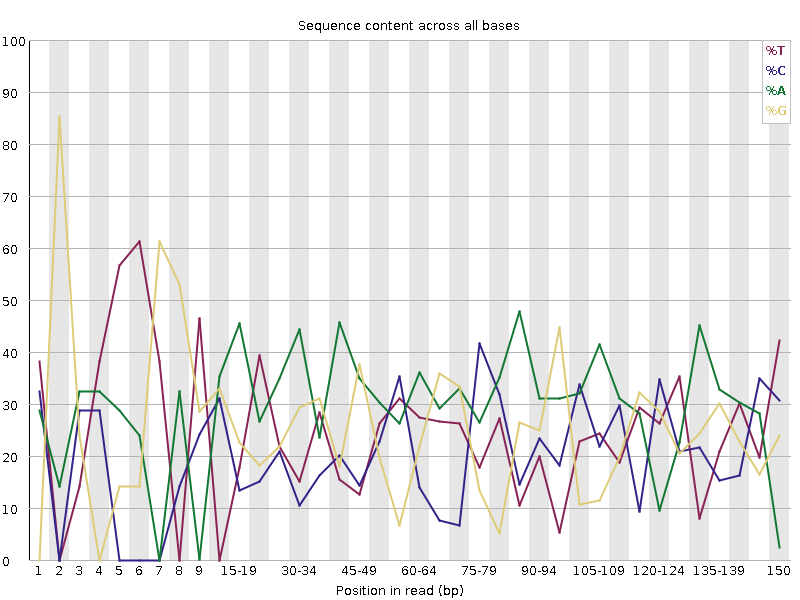 Sequence content across all bases
100
90
80
70
60
50
40
30
20
10
0
%T
%C
%A
%G
1 2 3 4 5 6 7 8 9 15-19 30-34 45-49 60-64 75-79 90-94 105-109 120-124 135-139 150
Position in read (bp)